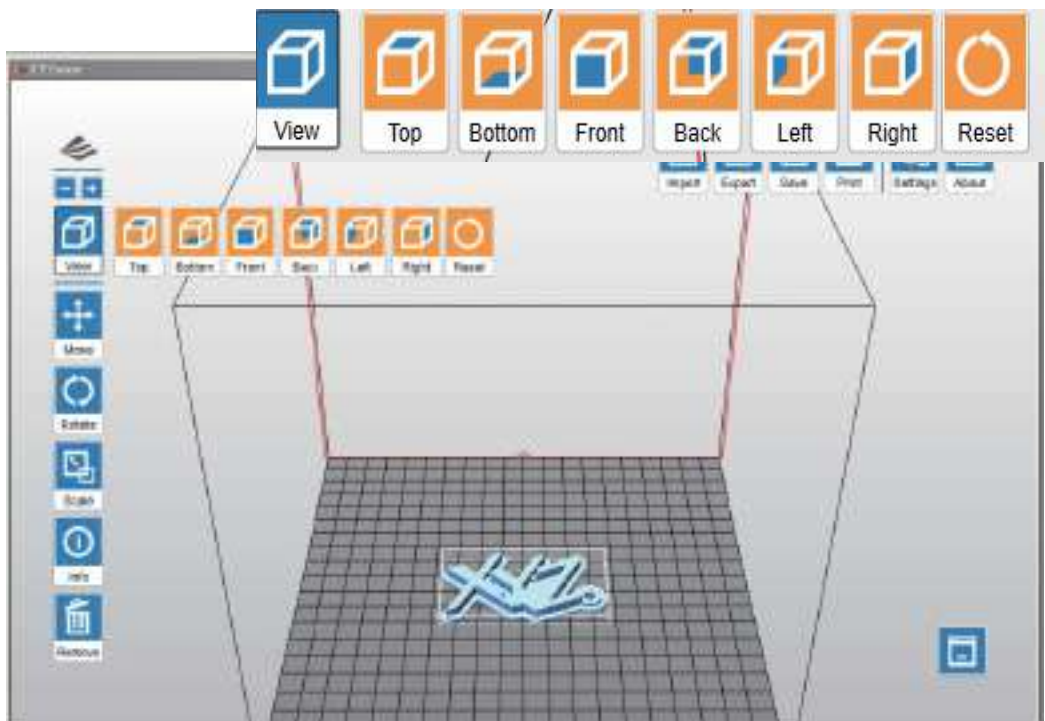 View Top Bottom Front Back Left Right Reset
Import Export Save Print Settings About
View Top Bottom Front Back Left Right Reset
Move
Rotate
Scale
Info
Remove
XYZ